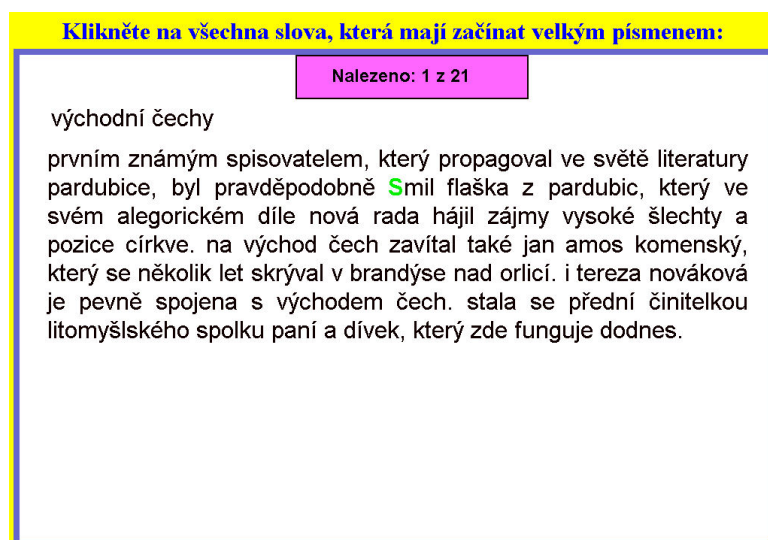 Klikněte na všechna slova, která mají začínat velkým písmenem:
Nalezeno: 1 z 21
východní čechy
prvním známým spisovatelem, který propagoval ve světě literatury
pardubice, byl pravděpodobně Smil flaška z pardubic, který ve
svém alegorickém díle nová rada hájil zájmy vysoké šlechty a
pozice církve. na východ čech zavítal také jan amos komenský,
který se několik let skrýval v brandýse nad orlicí. i tereza nováková
je pevně spojena s východem čech. stala se přední činitelkou
litomyšlského spolku paní a dívek, který zde funguje dodnes.